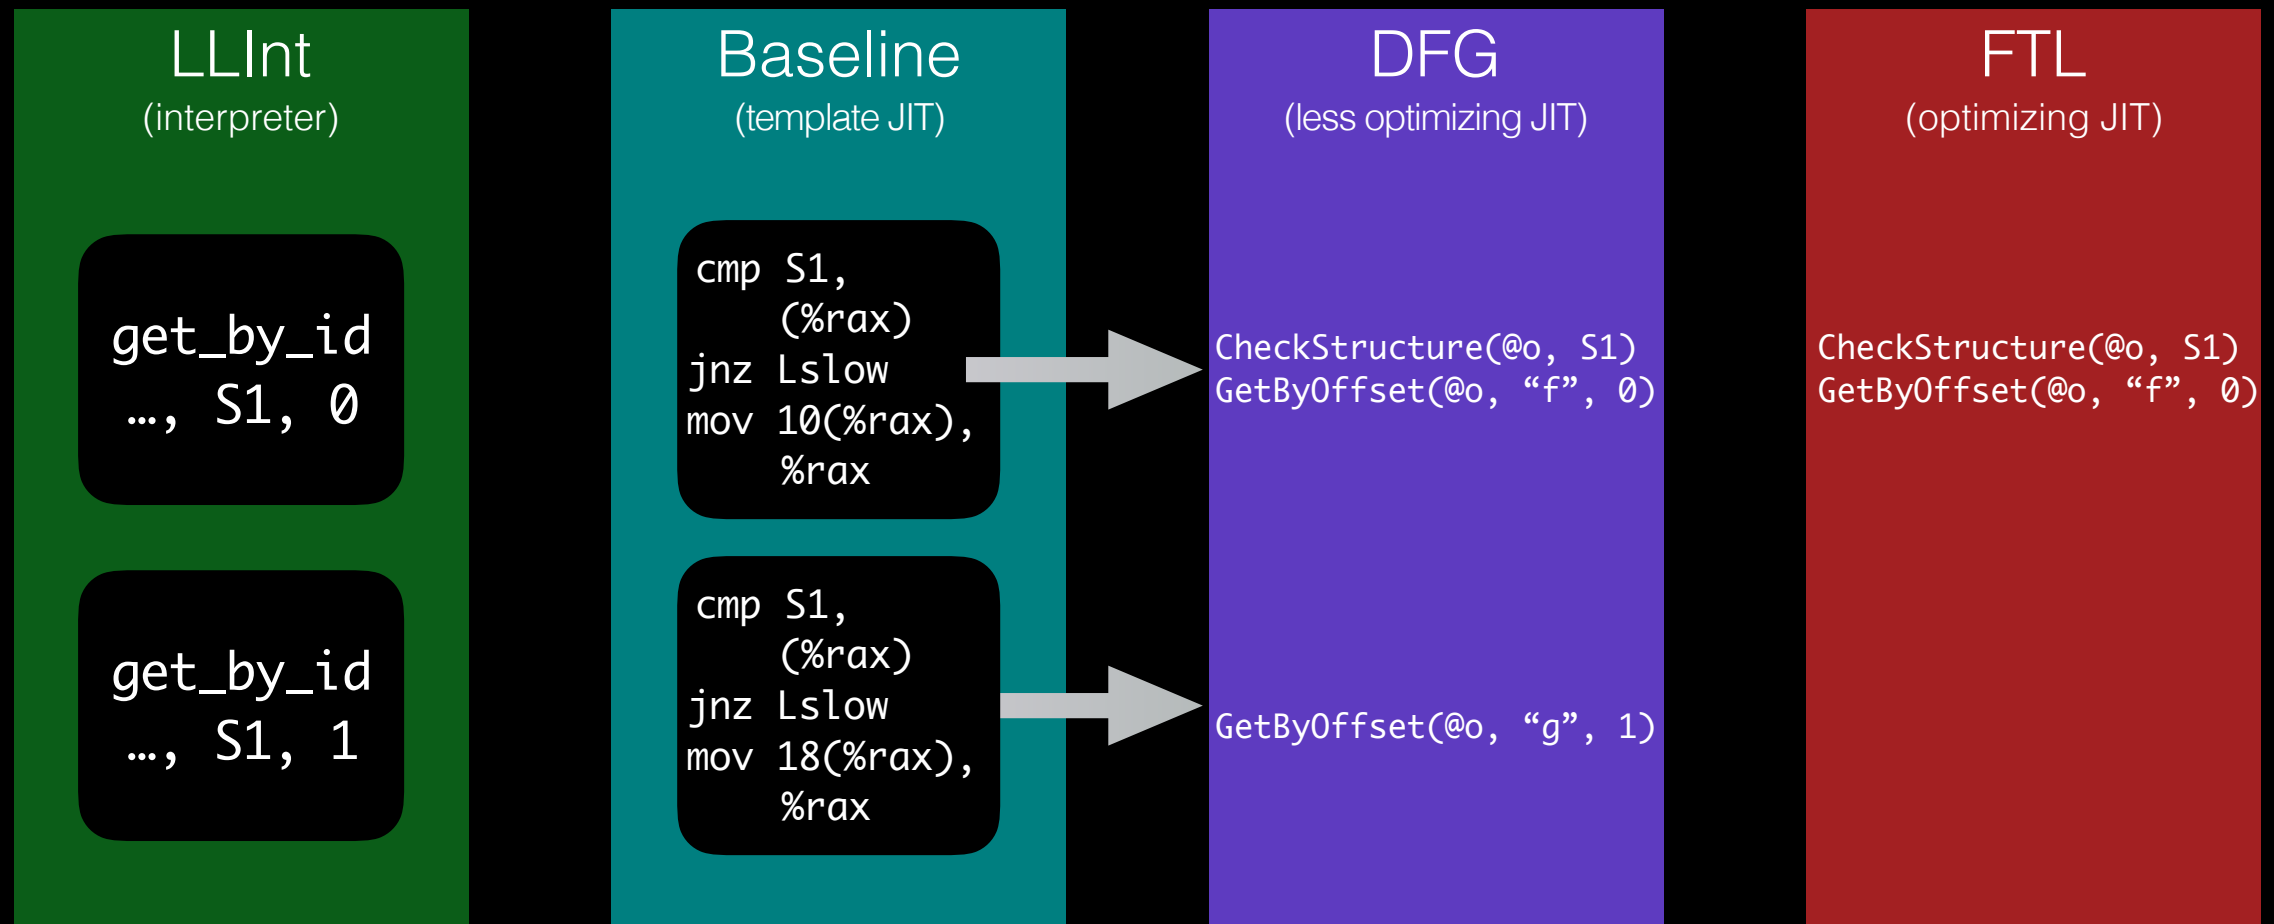 LLInt
(interpreter)
get_by_id
…, S1, 0
get_by_id
…, S1, 1
Baseline
(template JIT)
cmp S1,
(%rax)
jnz Lslow
mov 10(%rax),
%rax
cmp S1,
(%rax)
jnz Lslow
mov 18(%rax),
%rax
DFG
(less optimizing JIT)
CheckStructure(@o, S1)
GetByOffset(@o, “f”, 0)
GetByOffset(@o, “g”, 1)
FTL
(optimizing JIT)
CheckStructure(@o, S1)
GetByOffset(@o, “f”, 0)